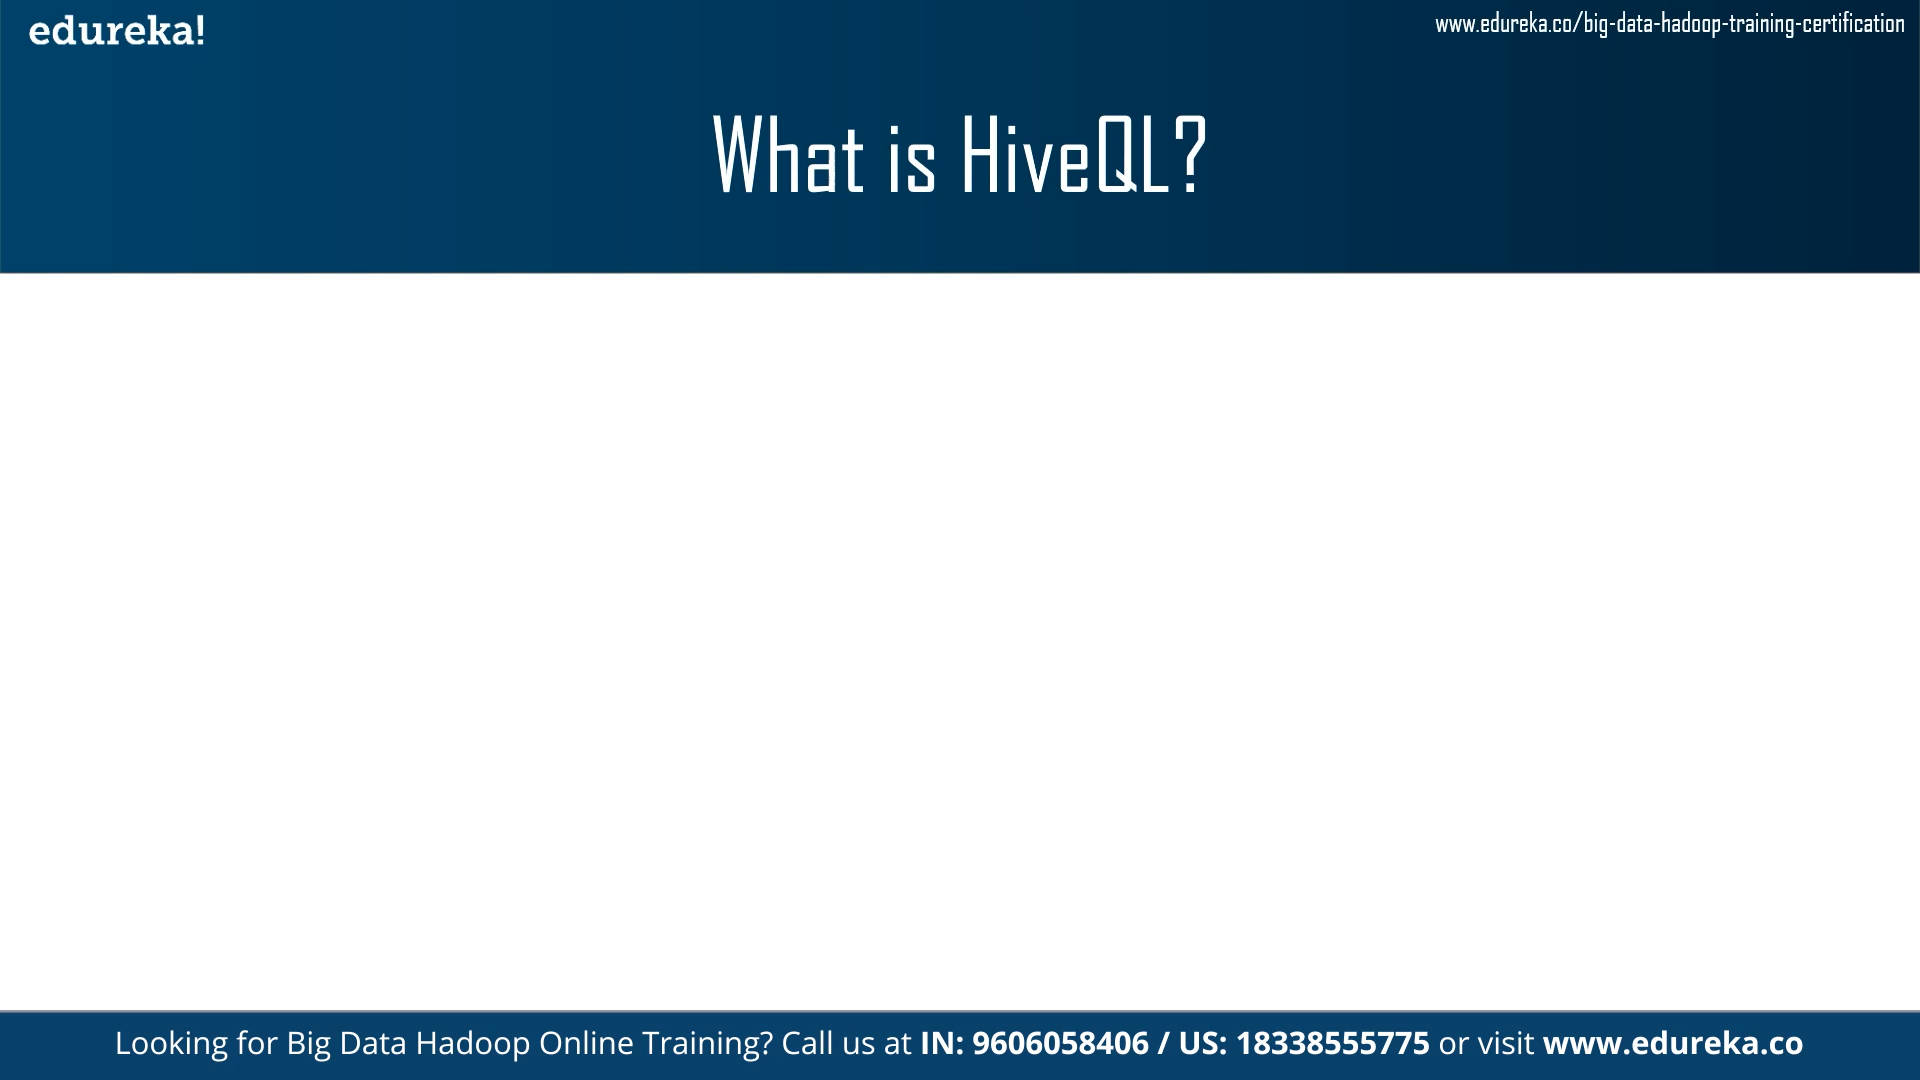 edureka!
www.edureka.co/big-data-hadoop-training-certification
What is HiveQL?
Looking for Big Data Hadoop Online Training? Call us at IN: 9606058406 / US: 18338555775 or visit www.edureka.co